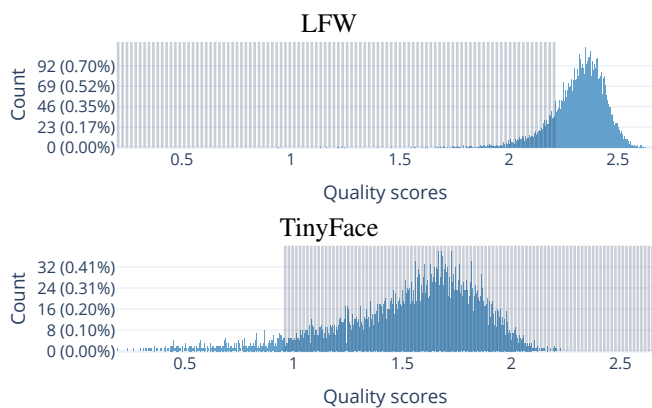 LFW
Count
92 (0.70%)
69 (0.52%)
46 (0.35%)
23 (0.17%)
0 (0.00%)
0.5 1 1.5 2 2.5
Quality scores
TinyFace
Count
32 (0.41%)
24 (0.31%)
16 (0.20%)
8 (0.10%)
0 (0.00%)
0.5 1 1.5 2 2.5
Quality scores